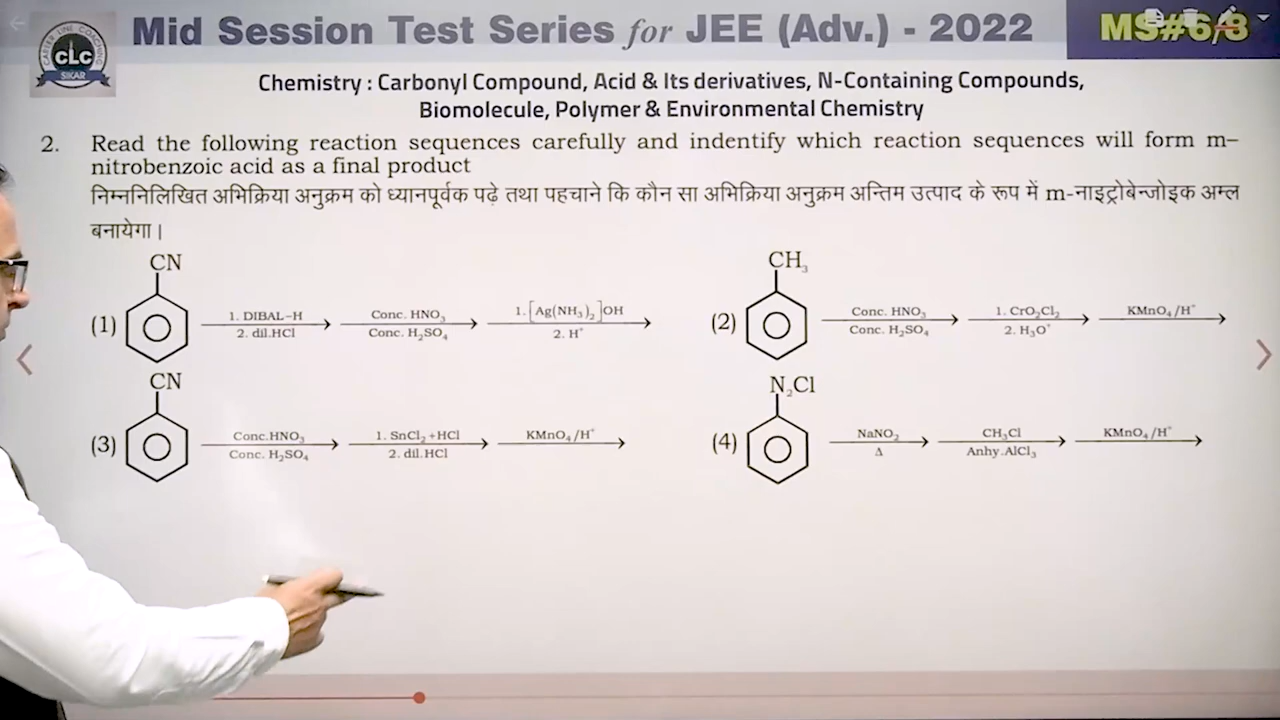 Mid Session Test Series for JEE (Adv.) - 2022
MS#6/3
CAREER LINE COACHING
CLC
SIKAR
Chemistry : Carbonyl Compound, Acid & Its derivatives, N-Containing Compounds,
Biomolecule, Polymer & Environmental Chemistry
2. Read the following reaction sequences carefully and indentify which reaction sequences will form m–
nitrobenzoic acid as a final product
निम्ननिलिखित अभिक्रिया अनुक्रम को ध्यानपूर्वक पढ़े तथा पहचाने कि कौन सा अभिक्रिया अनुक्रम अन्तिम उत्पाद के रूप में m-नाइट्रोबेन्जोइक अम्ल
बनायेगा।
CN
(1)
1. DIBAL–H
2. dil.HCl
Conc. HNO₃
Conc. H₂SO₄
1.[Ag(NH₃)₂]OH
2. H⁺
CH₃
(2)
Conc. HNO₃
Conc. H₂SO₄
1. CrO₂Cl₂
2. H₃O⁺
KMnO₄/H⁺
CN
(3)
Conc.HNO₃
Conc. H₂SO₄
1. SnCl₂+HCl
2. dil.HCl
KMnO₄/H⁺
N₂Cl
(4)
NaNO₂
Δ
CH₃Cl
Anhy.AlCl₃
KMnO₄/H⁺